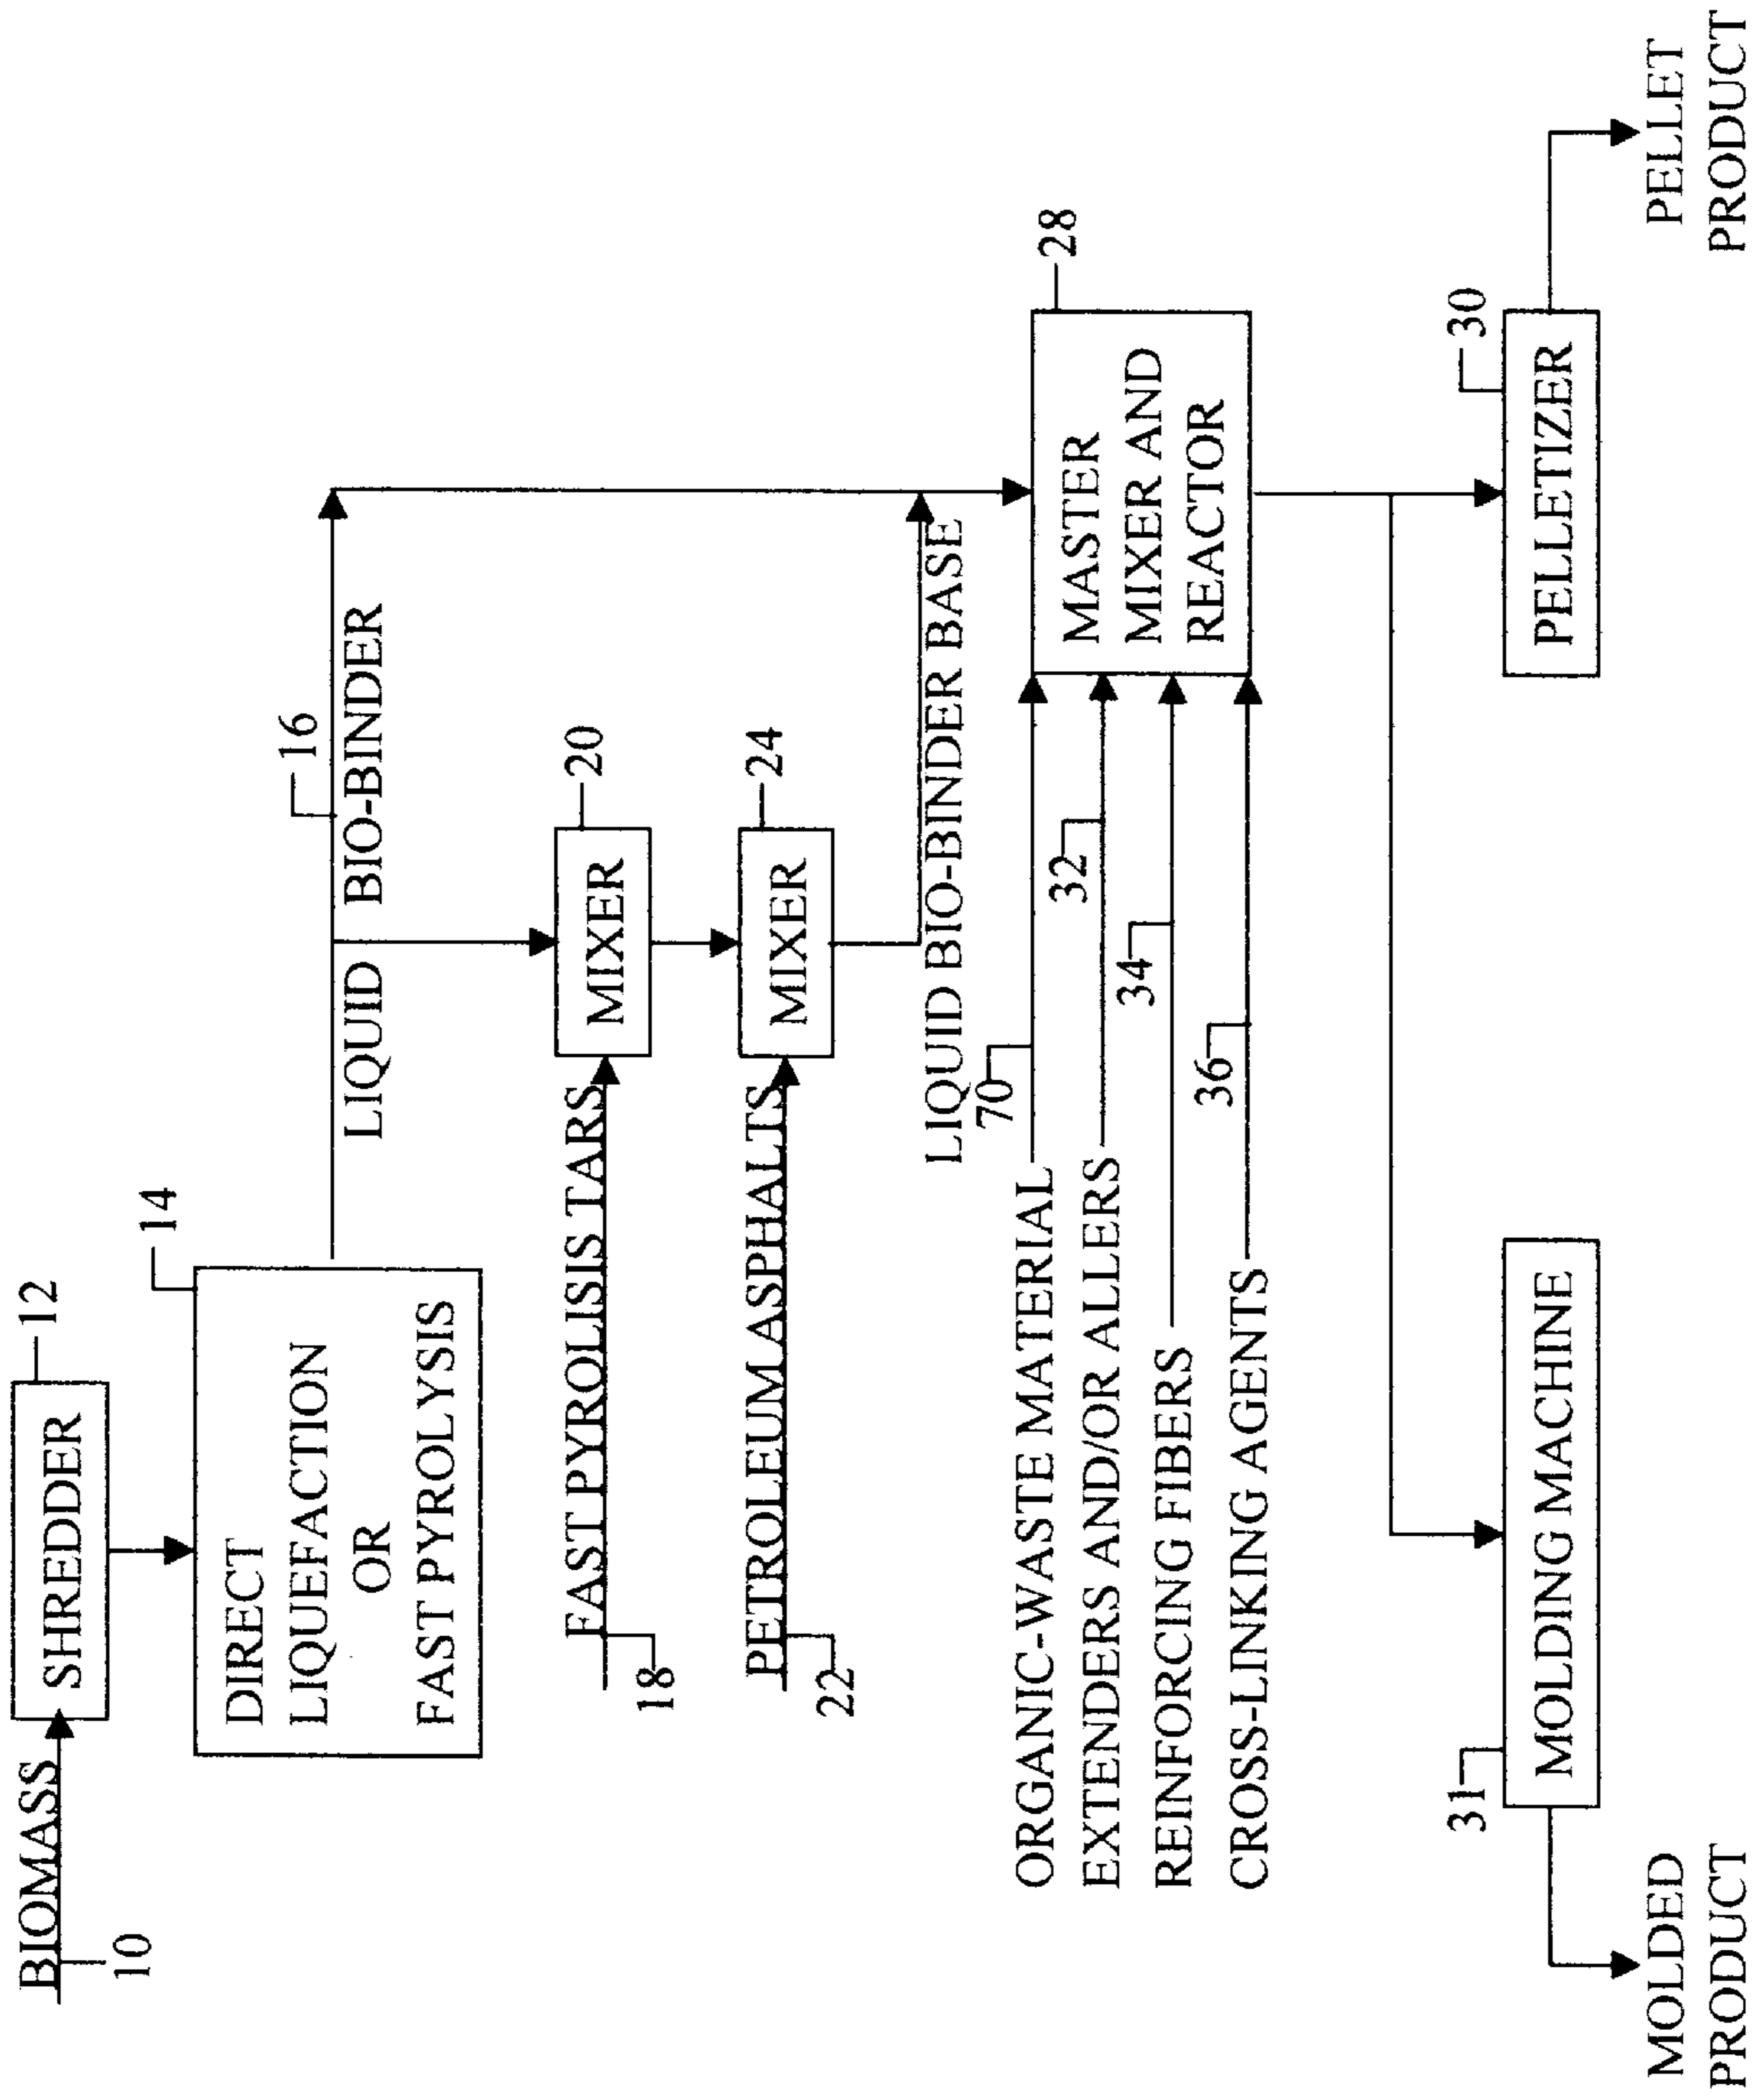 BIOMASS
10
SHREDDER
12
DIRECT
LIQUEFACTION
OR
FAST PYROLYSIS
14
LIQUID BIO-BINDER
16
FAST PYROLISIS TARS
18
MIXER
20
PETROLEUM ASPHALTS
22
MIXER
24
LIQUID BIO-BINDER BASE
ORGANIC-WASTE MATERIAL
70
EXTENDERS AND/OR ALLERS
32
REINFORCING FIBERS
34
CROSS-LINKING AGENTS
36
MASTER
MIXER AND
REACTOR
28
MOLDING MACHINE
31
PELLETIZER
30
MOLDED
PRODUCT
PELLET
PRODUCT